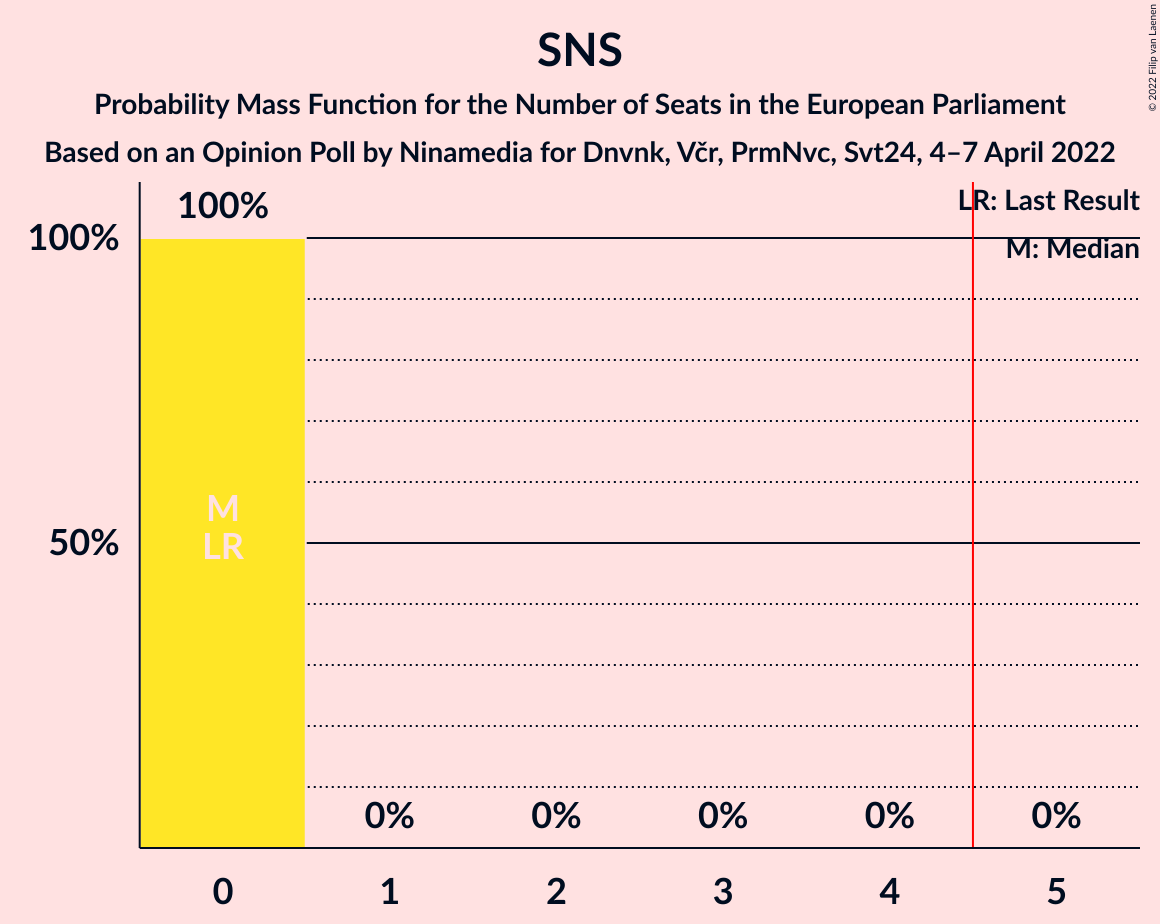 SNS
Probability Mass Function for the Number of Seats in the European Parliament
Based on an Opinion Poll by Ninamedia for Dnvnk, Včr, PrmNvc, Svt24, 4–7 April 2022
© 2022 Filip van Laenen
LR: Last Result
M: Median
100%
100%
50%
M
LR
0% 0% 0% 0% 0%
0 1 2 3 4 5